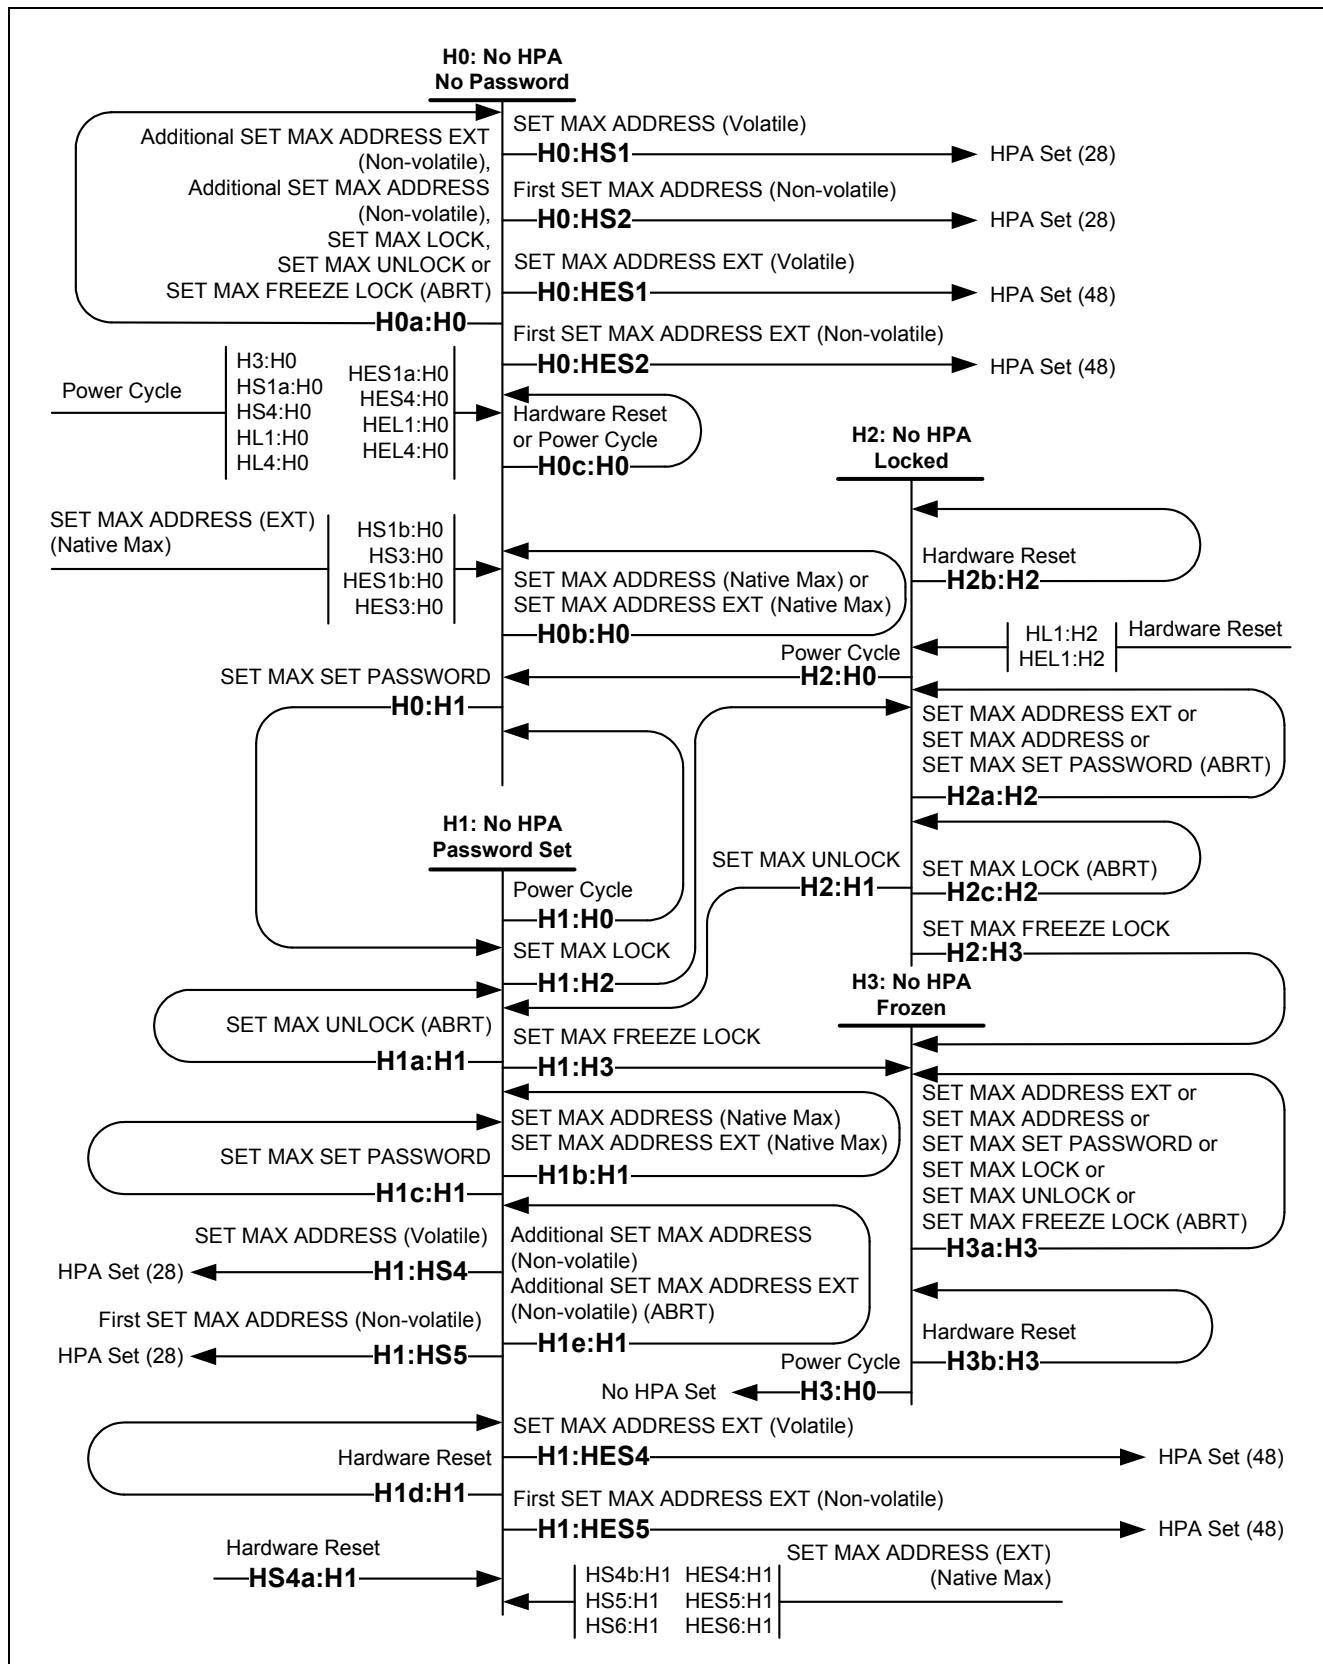 H0: No HPA
No Password
Additional SET MAX ADDRESS EXT
(Non-volatile),
Additional SET MAX ADDRESS
(Non-volatile),
SET MAX LOCK,
SET MAX UNLOCK or
SET MAX FREEZE LOCK (ABRT)
H0a:H0
SET MAX ADDRESS (Volatile)
H0:HS1
HPA Set (28)
First SET MAX ADDRESS (Non-volatile)
H0:HS2
HPA Set (28)
SET MAX ADDRESS EXT (Volatile)
H0:HES1
HPA Set (48)
First SET MAX ADDRESS EXT (Non-volatile)
H0:HES2
HPA Set (48)
Power Cycle
H3:H0
HS1a:H0
HS4:H0
HL1:H0
HL4:H0
HES1a:H0
HES4:H0
HEL1:H0
HEL4:H0
Hardware Reset
or Power Cycle
H0c:H0
SET MAX ADDRESS (EXT)
(Native Max)
HS1b:H0
HS3:H0
HES1b:H0
HES3:H0
SET MAX ADDRESS (Native Max) or
SET MAX ADDRESS EXT (Native Max)
H0b:H0
H2: No HPA
Locked
Hardware Reset
H2b:H2
HL1:H2
HEL1:H2
Hardware Reset
Power Cycle
H2:H0
SET MAX SET PASSWORD
H0:H1
SET MAX ADDRESS EXT or
SET MAX ADDRESS or
SET MAX SET PASSWORD (ABRT)
H2a:H2
H1: No HPA
Password Set
SET MAX UNLOCK
H2:H1
SET MAX LOCK (ABRT)
H2c:H2
Power Cycle
H1:H0
SET MAX FREEZE LOCK
H2:H3
SET MAX LOCK
H1:H2
H3: No HPA
Frozen
SET MAX UNLOCK (ABRT)
H1a:H1
SET MAX FREEZE LOCK
H1:H3
SET MAX ADDRESS EXT or
SET MAX ADDRESS or
SET MAX SET PASSWORD or
SET MAX LOCK or
SET MAX UNLOCK or
SET MAX FREEZE LOCK (ABRT)
H3a:H3
SET MAX ADDRESS (Native Max)
SET MAX ADDRESS EXT (Native Max)
H1b:H1
SET MAX SET PASSWORD
H1c:H1
SET MAX ADDRESS (Volatile)
HPA Set (28)
H1:HS4
Additional SET MAX ADDRESS
(Non-volatile)
Additional SET MAX ADDRESS EXT
(Non-volatile) (ABRT)
H1e:H1
First SET MAX ADDRESS (Non-volatile)
HPA Set (28)
H1:HS5
Hardware Reset
H3b:H3
Power Cycle
No HPA Set
H3:H0
SET MAX ADDRESS EXT (Volatile)
H1:HES4
HPA Set (48)
Hardware Reset
H1d:H1
First SET MAX ADDRESS EXT (Non-volatile)
H1:HES5
HPA Set (48)
Hardware Reset
HS4a:H1
HS4b:H1
HS5:H1
HS6:H1
HES4:H1
HES5:H1
HES6:H1
SET MAX ADDRESS (EXT)
(Native Max)